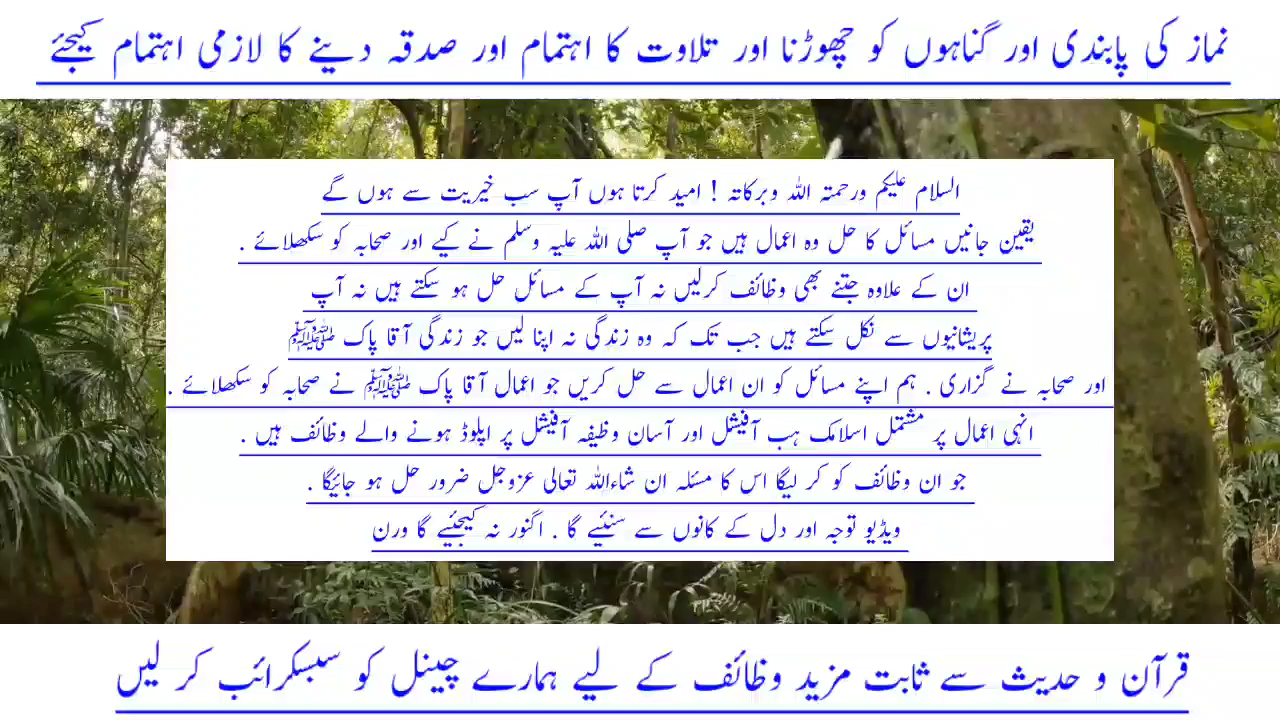 نماز کی پابندی اور گناہوں کو چھوڑنا اور تلاوت کا اہتمام اور صدقہ دینے کا لازمی اہتمام کیجئے
السلام علیکم ورحمتہ اللہ وبرکاتہ ! امید کرتا ہوں آپ سب خیریت سے ہوں گے
یقین جانیں مسائل کا حل وہ اعمال ہیں جو آپ صلی اللہ علیہ وسلم نے کیے اور صحابہ کو سکھلائے .
ان کے علاوہ جتنے بھی وظائف کرلیں نہ آپ کے مسائل حل ہو سکتے ہیں نہ آپ
پریشانیوں سے نکل سکتے ہیں جب تک کہ وہ زندگی نہ اپنا لیں جو زندگی آقا پاک ﷺ
اور صحابہ نے گزاری . ہم اپنے مسائل کو ان اعمال سے حل کریں جو اعمال آقا پاک ﷺ نے صحابہ کو سکھلائے .
انہی اعمال پر مشتمل اسلامک ہب آفیشل اور آسان وظیفہ آفیشل پر اپلوڈ ہونے والے وظائف ہیں .
جو ان وظائف کو کر لیگا اس کا مسئلہ ان شاءاللہ تعالی عزوجل ضرور حل ہو جائیگا .
ویڈیو توجہ اور دل کے کانوں سے سنئیے گا . اگنور نہ کیجئیے گا ورن
قرآن و حدیث سے ثابت مزید وظائف کے لیے ہمارے چینل کو سبسکرائب کر لیں